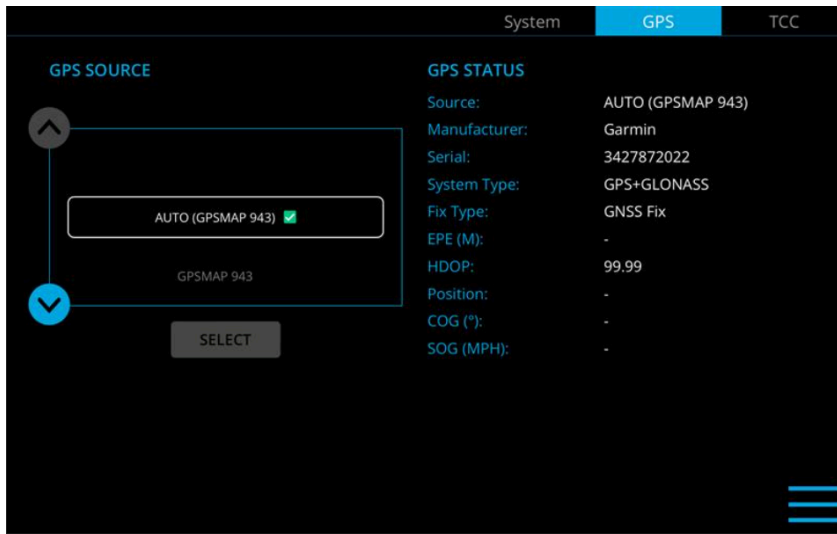 System GPS TCC
GPS SOURCE
AUTO (GPSMAP 943)
GPSMAP 943
SELECT
GPS STATUS
Source: AUTO (GPSMAP 943)
Manufacturer: Garmin
Serial: 3427872022
System Type: GPS+GLONASS
Fix Type: GNSS Fix
EPE (M): -
HDOP: 99.99
Position: -
COG (°): -
SOG (MPH): -